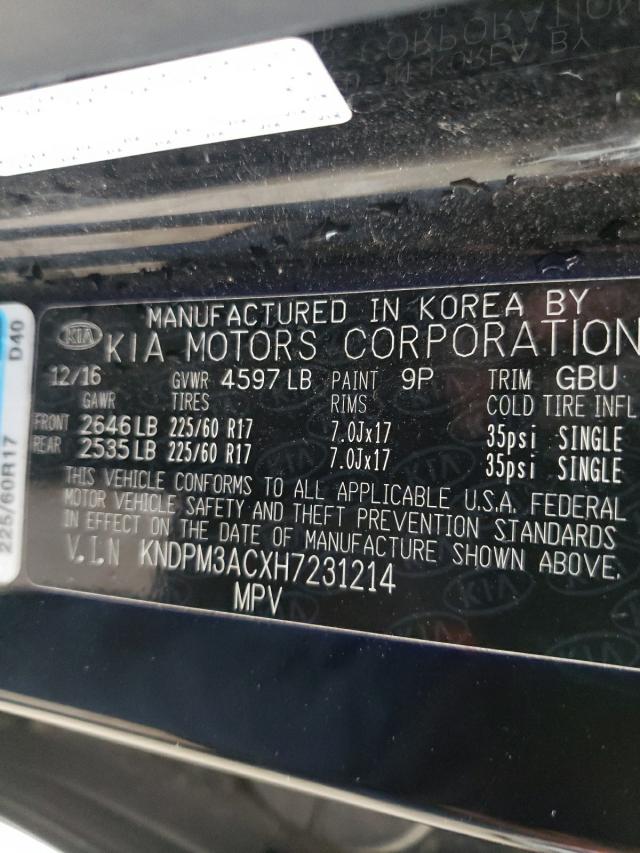 MANUFACTURED IN KOREA BY
KIA KIA MOTORS CORPORATION
12/16 GVWR 4597 LB PAINT 9P TRIM GBU
GAWR TIRES RIMS COLD TIRE INFL
FRONT 2646 LB 225/60 R17 7.0Jx17 35psi SINGLE
REAR 2535 LB 225/60 R17 7.0Jx17 35psi SINGLE
THIS VEHICLE CONFORMS TO ALL APPLICABLE U.S.A. FEDERAL
MOTOR VEHICLE SAFETY AND THEFT PREVENTION STANDARDS
IN EFFECT ON THE DATE OF MANUFACTURE SHOWN ABOVE.
V.I.N KNDPM3ACXH7231214
MPV
225/60R17 D40